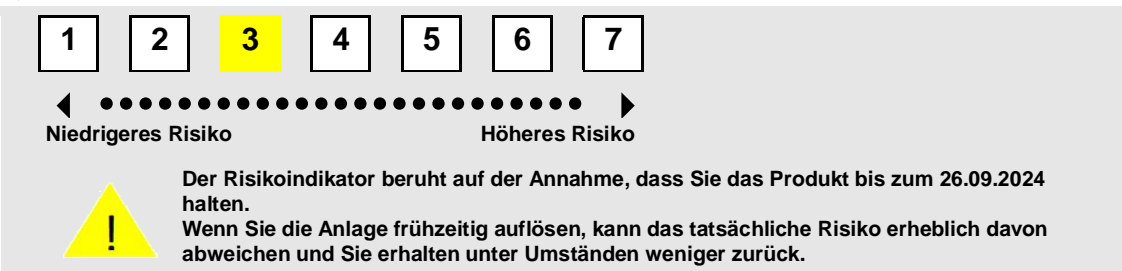 1 2 3 4 5 6 7
Niedrigeres Risiko Höheres Risiko
Der Risikoindikator beruht auf der Annahme, dass Sie das Produkt bis zum 26.09.2024
halten.
Wenn Sie die Anlage frühzeitig auflösen, kann das tatsächliche Risiko erheblich davon
abweichen und Sie erhalten unter Umständen weniger zurück.
!